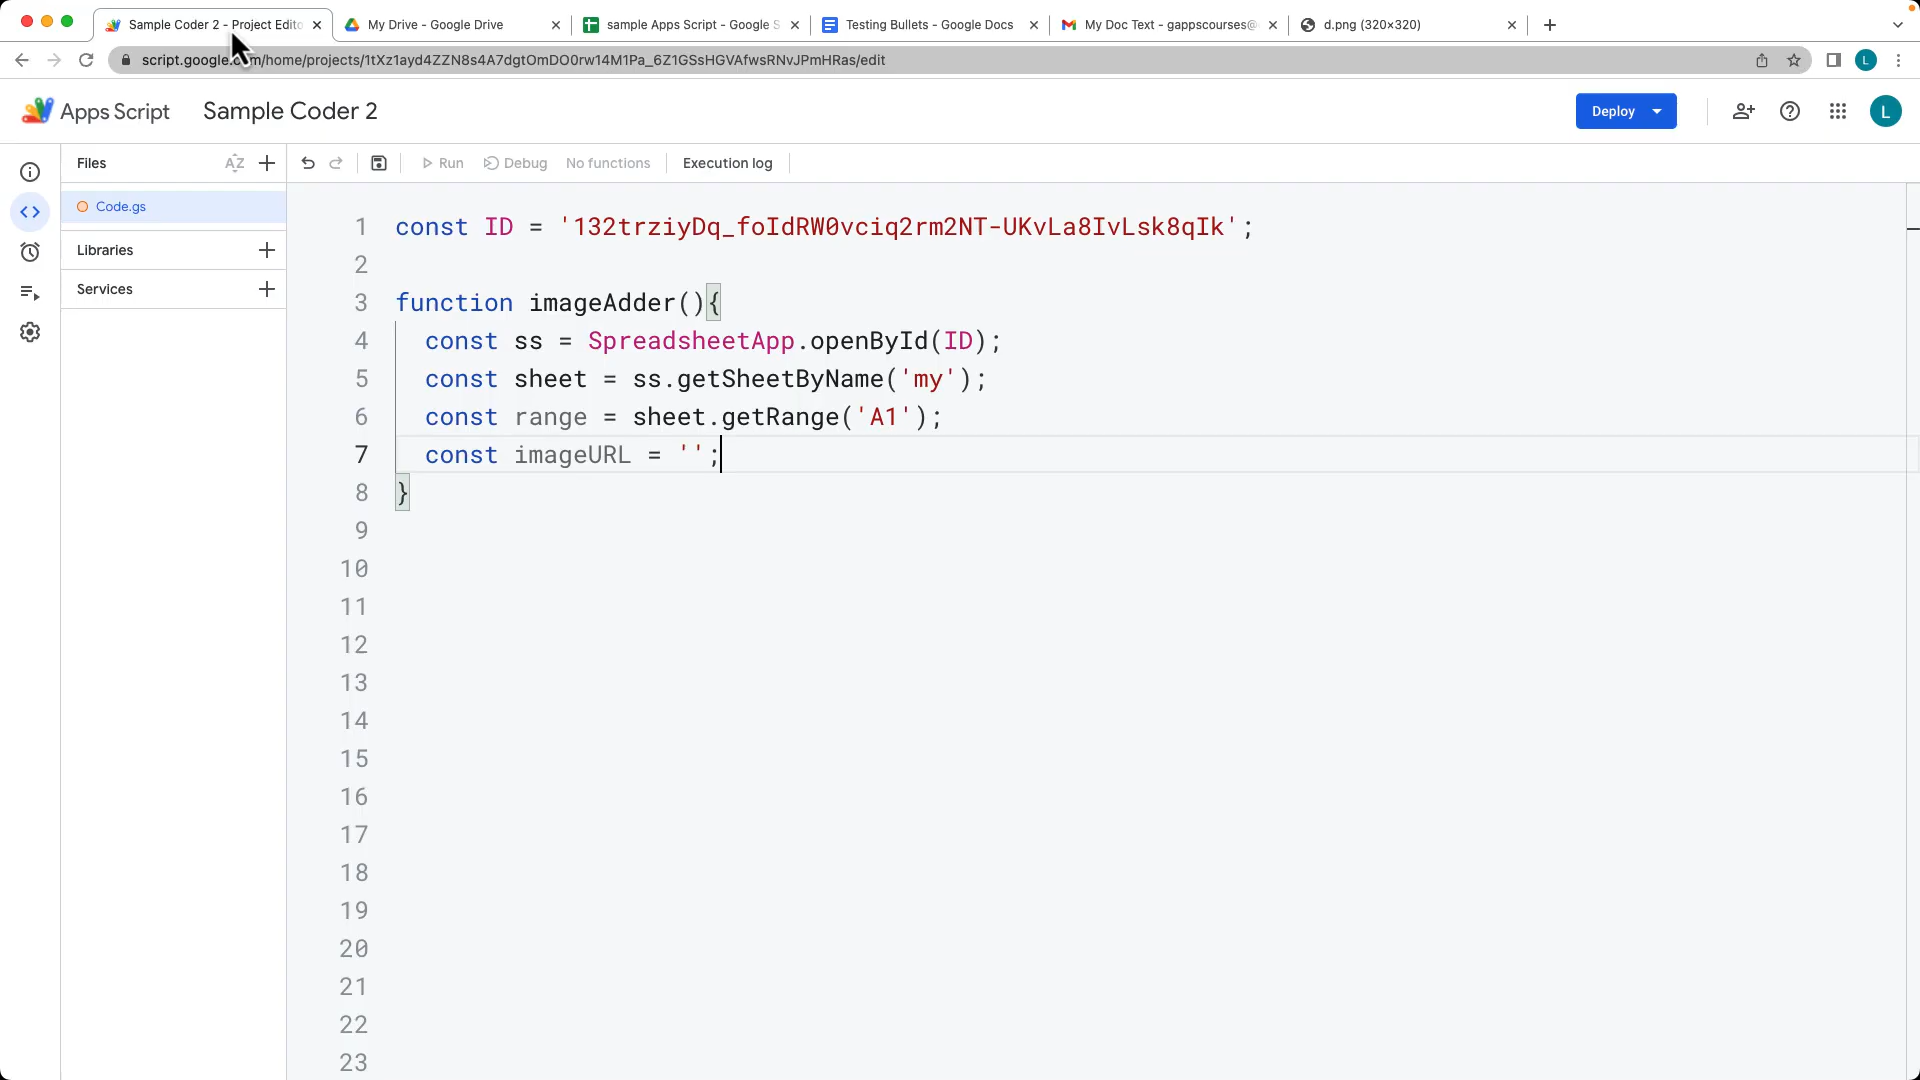 Sample Coder 2 - Project Edito
My Drive - Google Drive
sample Apps Script - Google S
Testing Bullets - Google Docs
My Doc Text - gappscourses@
d.png (320×320)
script.google.com/home/projects/1tXz1ayd4ZZN8s4A7dgtOmDO0rw14M1Pa_6Z1GSsHGVAfwsRNvJPmHRas/edit
L
Apps Script
Sample Coder 2
Deploy
L
Files
AZ
Run
Debug
No functions
Execution log
Code.gs
Libraries
Services
1 const ID = '132trziyDq_foIdRW0vciq2rm2NT-UKvLa8IvLsk8qIk';
2
3 function imageAdder(){
4 const ss = SpreadsheetApp.openById(ID);
5 const sheet = ss.getSheetByName('my');
6 const range = sheet.getRange('A1');
7 const imageURL = '';
8 }
9
10
11
12
13
14
15
16
17
18
19
20
21
22
23